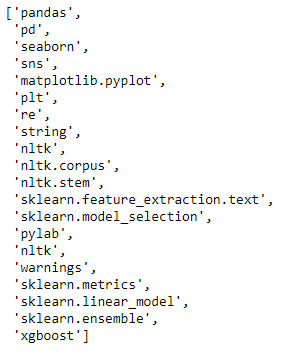 ['pandas',
'pd',
'seaborn',
'sns',
'matplotlib.pyplot',
'plt',
're',
'string',
'nltk',
'nltk.corpus',
'nltk.stem',
'sklearn.feature_extraction.text',
'sklearn.model_selection',
'pylab',
'nltk',
'warnings',
'sklearn.metrics',
'sklearn.linear_model',
'sklearn.ensemble',
'xgboost']